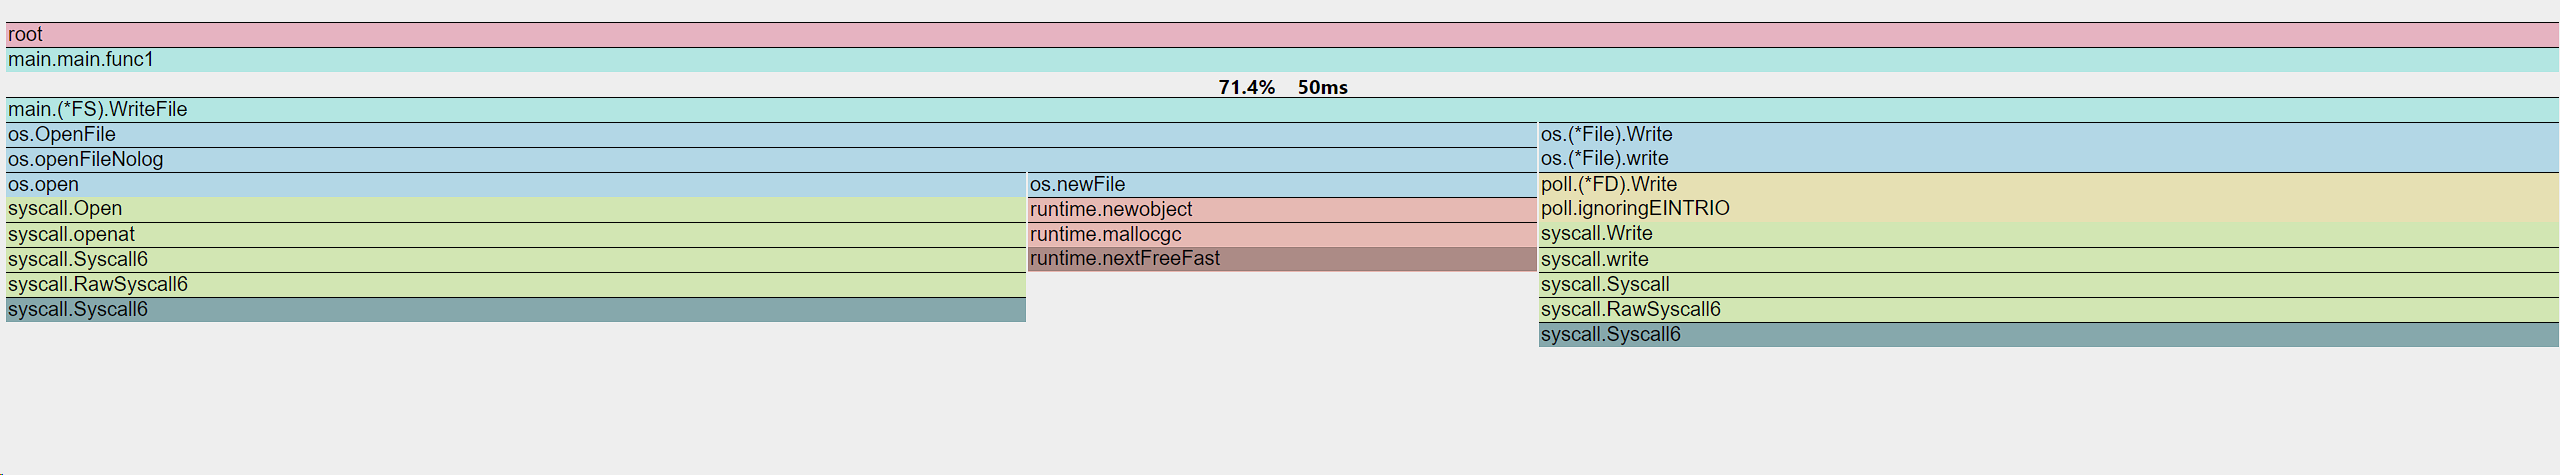 root
main.main.func1
71.4% 50ms
main.(*FS).WriteFile
os.OpenFile os.(*File).Write
os.openFileNolog os.(*File).write
os.open os.newFile poll.(*FD).Write
syscall.Open runtime.newobject poll.ignoringEINTRIO
syscall.openat runtime.mallocgc syscall.Write
syscall.Syscall6 runtime.nextFreeFast syscall.write
syscall.RawSyscall6 syscall.Syscall
syscall.Syscall6 syscall.RawSyscall6
syscall.Syscall6